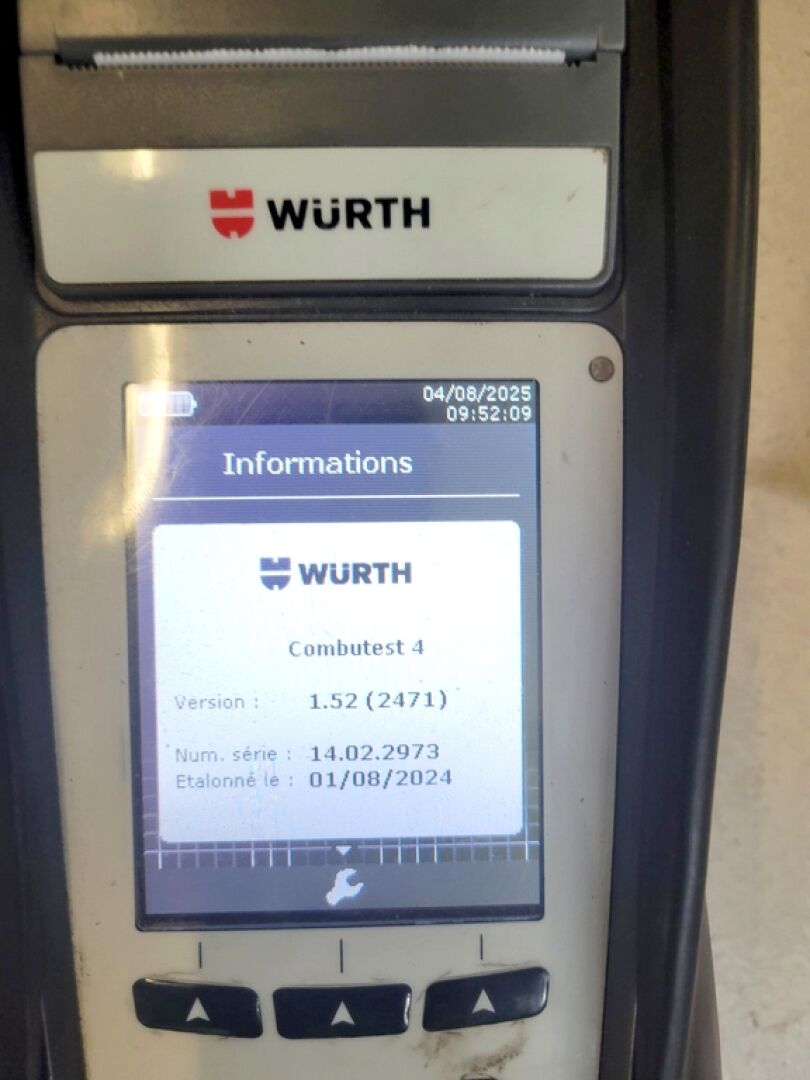 WÜRTH
04/08/2025
09:52:09
Informations
WÜRTH
Combutest 4
Version : 1.52 (2471)
Num. série : 14.02.2973
Etalonné le : 01/08/2024